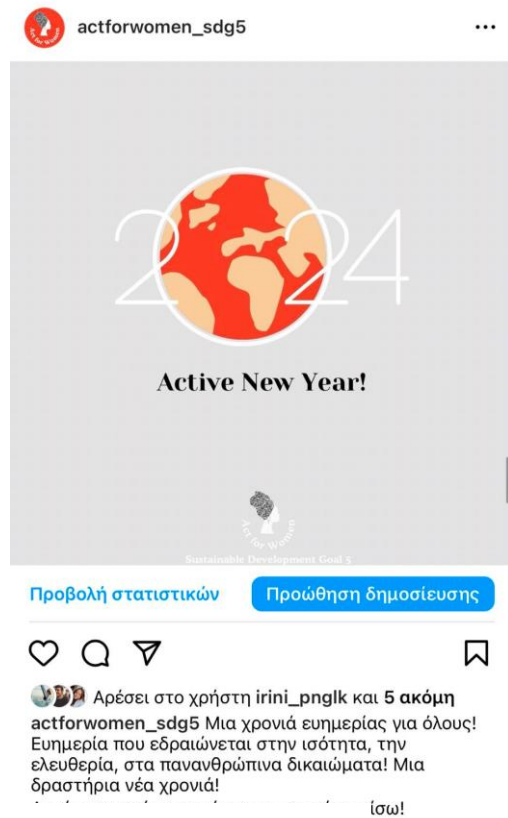 actforwomen_sdg5
2024
Active New Year!
Act for Women
Sustainable Development Goal 5
Προβολή στατιστικών
Προώθηση δημοσίευσης
Αρέσει στο χρήστη irini_pnglk και 5 ακόμη
actforwomen_sdg5 Μια χρονιά ευημερίας για όλους!
Ευημερία που εδραιώνεται στην ισότητα, την
ελευθερία, στα πανανθρώπινα δικαιώματα! Μια
δραστήρια νέα χρονιά!